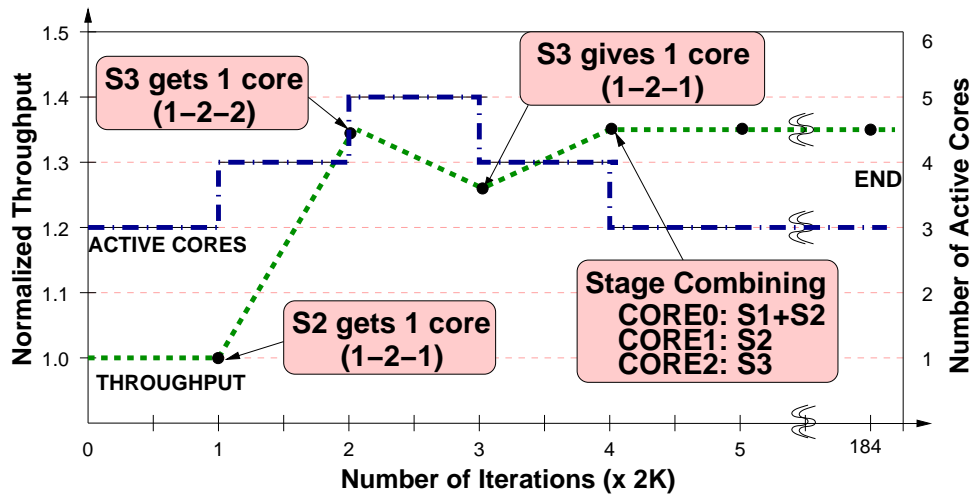 Normalized Throughput
1.5
1.4
1.3
1.2
1.1
1.0
S3 gets 1 core
(1–2–2)
S3 gives 1 core
(1–2–1)
ACTIVE CORES
THROUGHPUT
S2 gets 1 core
(1–2–1)
Stage Combining
CORE0: S1+S2
CORE1: S2
CORE2: S3
END
6
5
4
3
2
1
Number of Active Cores
0
1
2
3
4
5
184
Number of Iterations (x 2K)